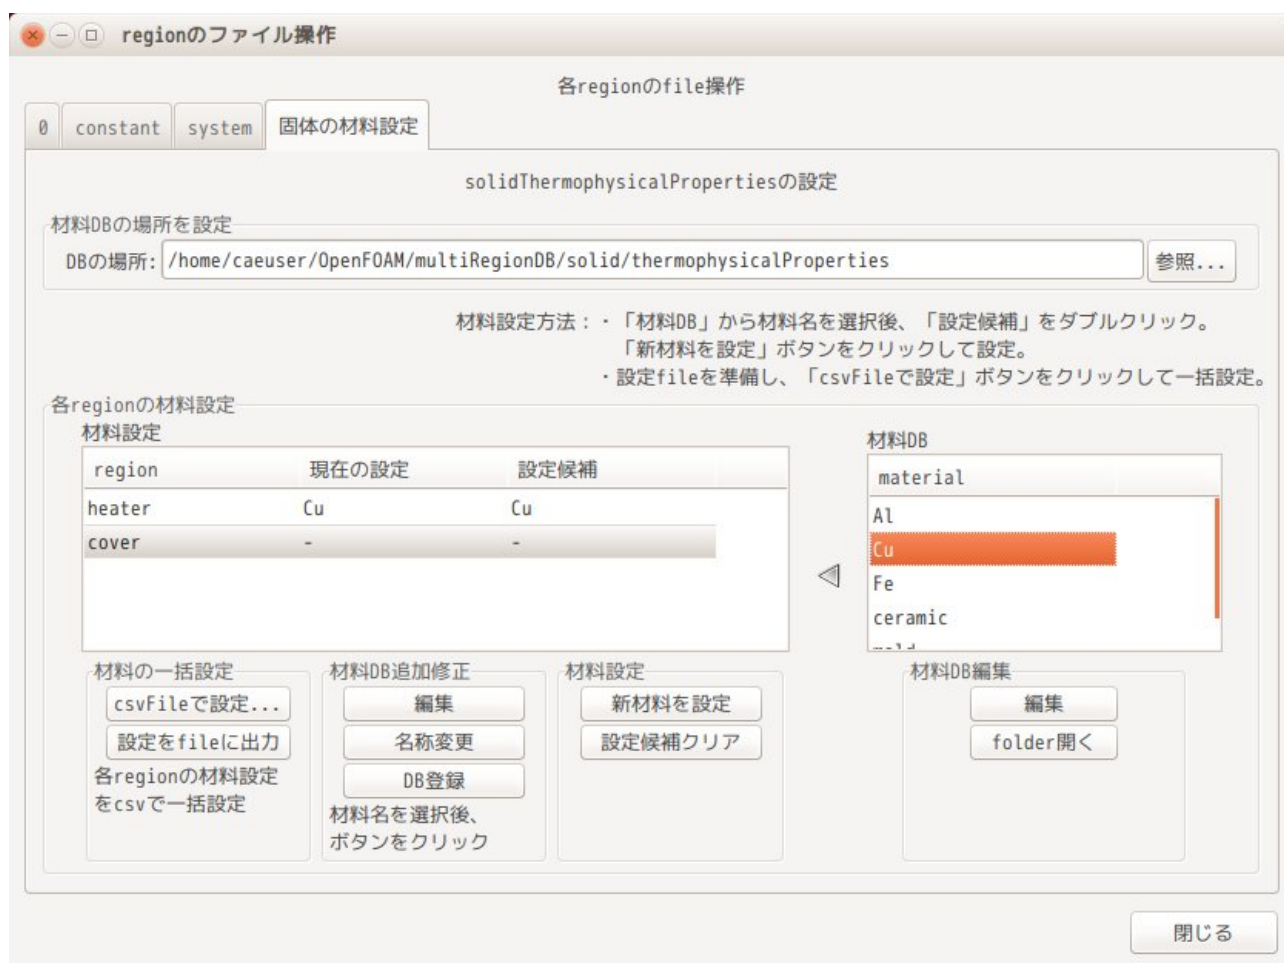 regionのファイル操作
各regionのfile操作
0 constant system 固体の材料設定
solidThermophysicalPropertiesの設定
材料DBの場所を設定
DBの場所: /home/caeuser/OpenFOAM/multiRegionDB/solid/thermophysicalProperties 参照...
材料設定方法：・「材料DB」から材料名を選択後、「設定候補」をダブルクリック。
「新材料を設定」ボタンをクリックして設定。
・設定fileを準備し、「csvFileで設定」ボタンをクリックして一括設定。
各regionの材料設定
材料設定
region 現在の設定 設定候補
heater Cu Cu
cover - -
材料DB
material
Al
Cu
Fe
ceramic
材料の一括設定
csvFileで設定...
設定をfileに出力
各regionの材料設定
をcsvで一括設定
材料DB追加修正
編集
名称変更
DB登録
材料名を選択後、
ボタンをクリック
材料設定
新材料を設定
設定候補クリア
材料DB編集
編集
folder開く
閉じる